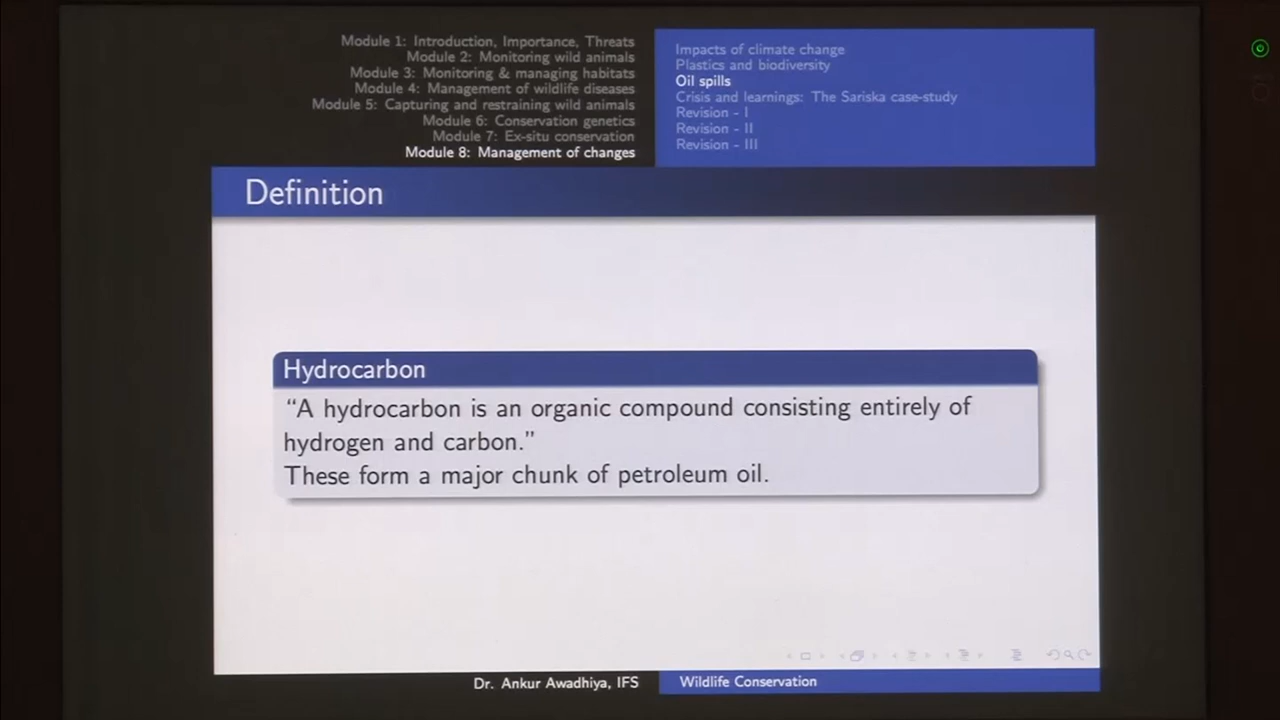 Module 1: Introduction, Importance, Threats
Module 2: Monitoring wild animals
Module 3: Monitoring & managing habitats
Module 4: Management of wildlife diseases
Module 5: Capturing and restraining wild animals
Module 6: Conservation genetics
Module 7: Ex-situ conservation
Module 8: Management of changes
Impacts of climate change
Plastics and biodiversity
Oil spills
Crisis and learnings: The Sariska case-study
Revision - I
Revision - II
Revision - III
Definition
Hydrocarbon
“A hydrocarbon is an organic compound consisting entirely of
hydrogen and carbon.”
These form a major chunk of petroleum oil.
Dr. Ankur Awadhiya, IFS
Wildlife Conservation